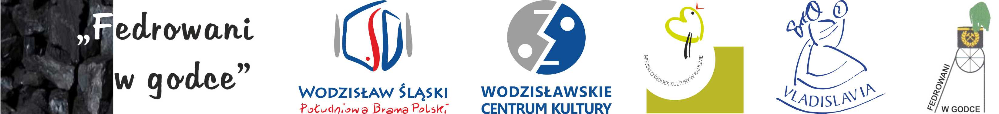 „Fedrowani
w godce”
WODZISŁAW ŚLĄSKI
Południowa Brama Polski
WODZISŁAWSKIE
CENTRUM KULTURY
MIEJSKI OŚRODEK KULTURY W RADLINIE
VLADISLAVIA
FEDROWANI
W GODCE